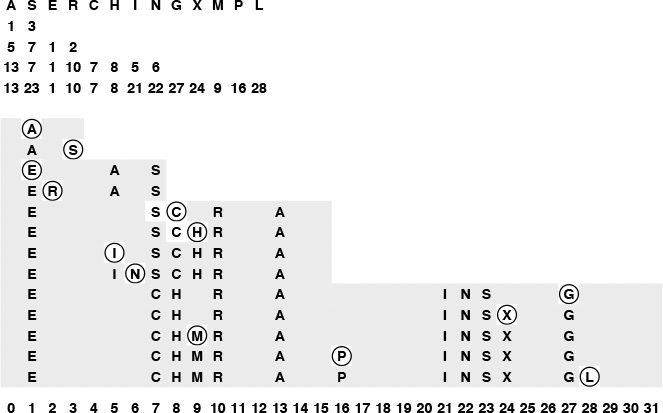 A S E R C H I N G X M P L
1 3
5 7 1 2
13 7 1 10 7 8 5 6
13 23 1 10 7 8 21 22 27 24 9 16 28
A
A S
E A S
E R A S
E S C R A
E S C H R A
E I S C H R A
E I N S C H R A
E C H R A I N S G
E C H R A I N S X G
E C H M R A I N S X G
E C H M R A P I N S X G
E C H M R A P I N S X G L
0 1 2 3 4 5 6 7 8 9 10 11 12 13 14 15 16 17 18 19 20 21 22 23 24 25 26 27 28 29 30 31